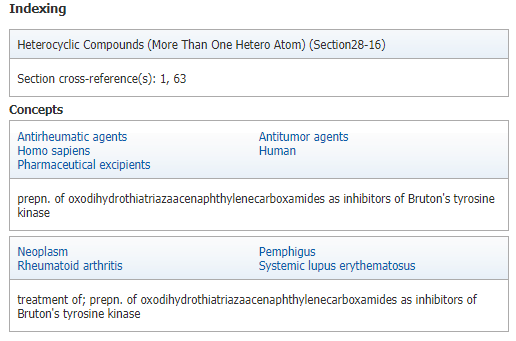 Indexing
Heterocyclic Compounds (More Than One Hetero Atom) (Section28-16)
Section cross-reference(s): 1, 63
Concepts
Antirheumatic agents
Antitumor agents
Homo sapiens
Human
Pharmaceutical excipients
prepn. of oxodihydrothiatriazaacenaphthylenecarboxamides as inhibitors of Bruton's tyrosine
kinase
Neoplasm
Pemphigus
Rheumatoid arthritis
Systemic lupus erythematosus
treatment of; prepn. of oxodihydrothiatriazaacenaphthylenecarboxamides as inhibitors of
Bruton's tyrosine kinase